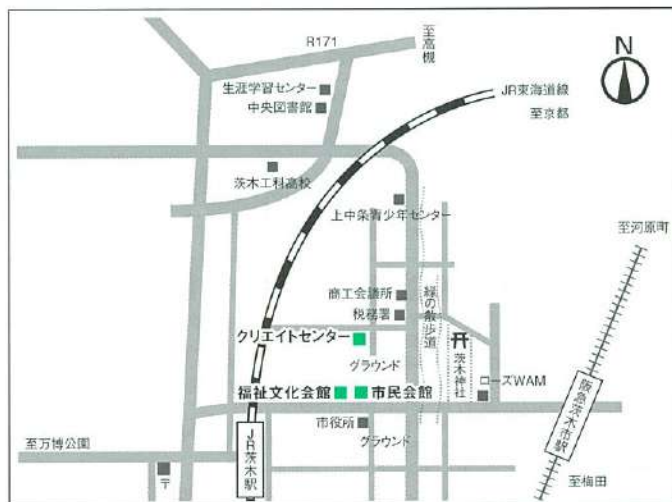 R171
至高槻
N
生涯学習センター
中央図書館
JR東海道線
至京都
茨木工科高校
上中条青少年センター
至河原町
商工会議所
税務署
緑の散歩道
クリエイトセンター
グラウンド
茨木神社
ローズWAM
福祉文化会館
市民会館
市役所
グラウンド
至万博公園
JR茨木駅
阪急茨木市駅
〒
至梅田